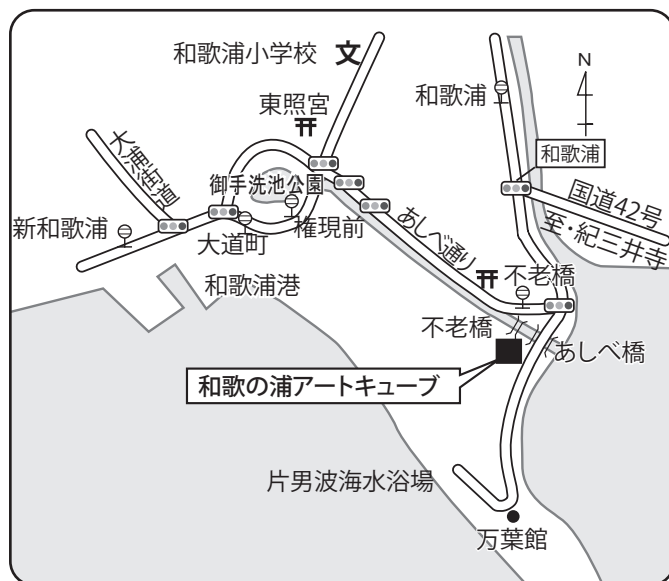 和歌浦小学校
文
N
和歌浦
東照宮
和歌浦
大浦街道
御手洗池公園
国道42号
至・紀三井寺
新和歌浦
大道町
権現前
あしべ通り
不老橋
和歌浦港
不老橋
あしべ橋
和歌の浦アートキューブ
片男波海水浴場
万葉館